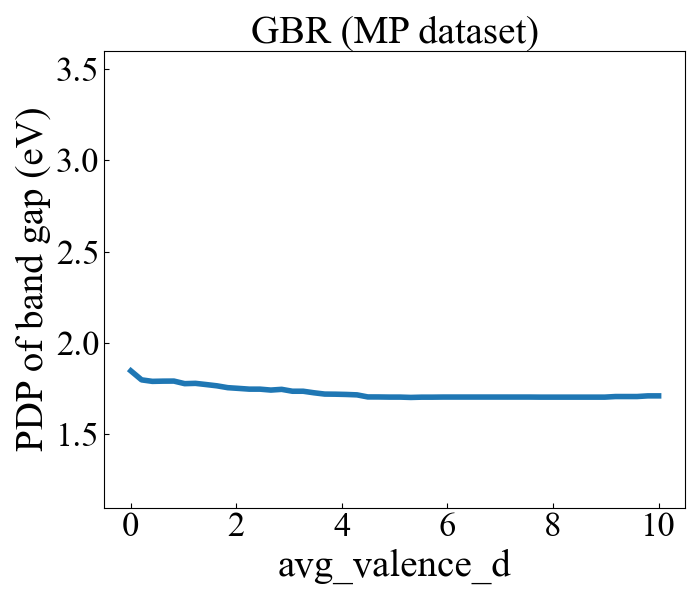 GBR (MP dataset)
PDP of band gap (eV)
3.5
3.0
2.5
2.0
1.5
0 2 4 6 8 10
avg_valence_d